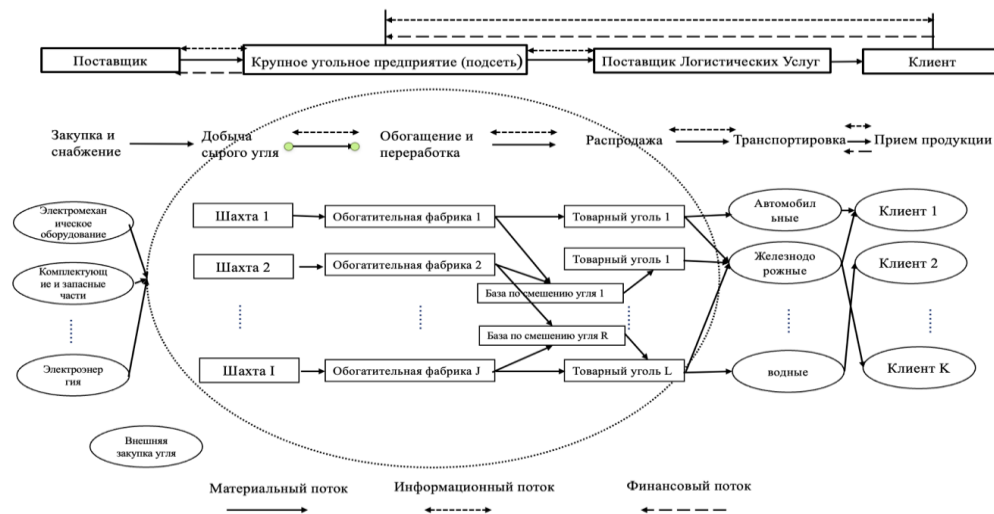 Поставщик
Крупное угольное предприятие (подсеть)
Поставщик Логистических Услуг
Клиент
Закупка и
снабжение
Добыча
сырого угля
Обогащение и
переработка
Распродажа
Транспортировка
Прием продукции
Электромехан
ическое
оборудование
Комплектующ
ие и запасные
части
Электроэнер
гия
Внешняя
закупка угля
Шахта 1
Обогатительная фабрика 1
Товарный уголь 1
Автомобил
ьные
Клиент 1
Шахта 2
Обогатительная фабрика 2
Товарный уголь 1
Железнодо
рожные
Клиент 2
База по смешению угля 1
База по смешению угля R
Шахта I
Обогатительная фабрика J
Товарный уголь L
водные
Клиент K
Материальный поток
Информационный поток
Финансовый поток